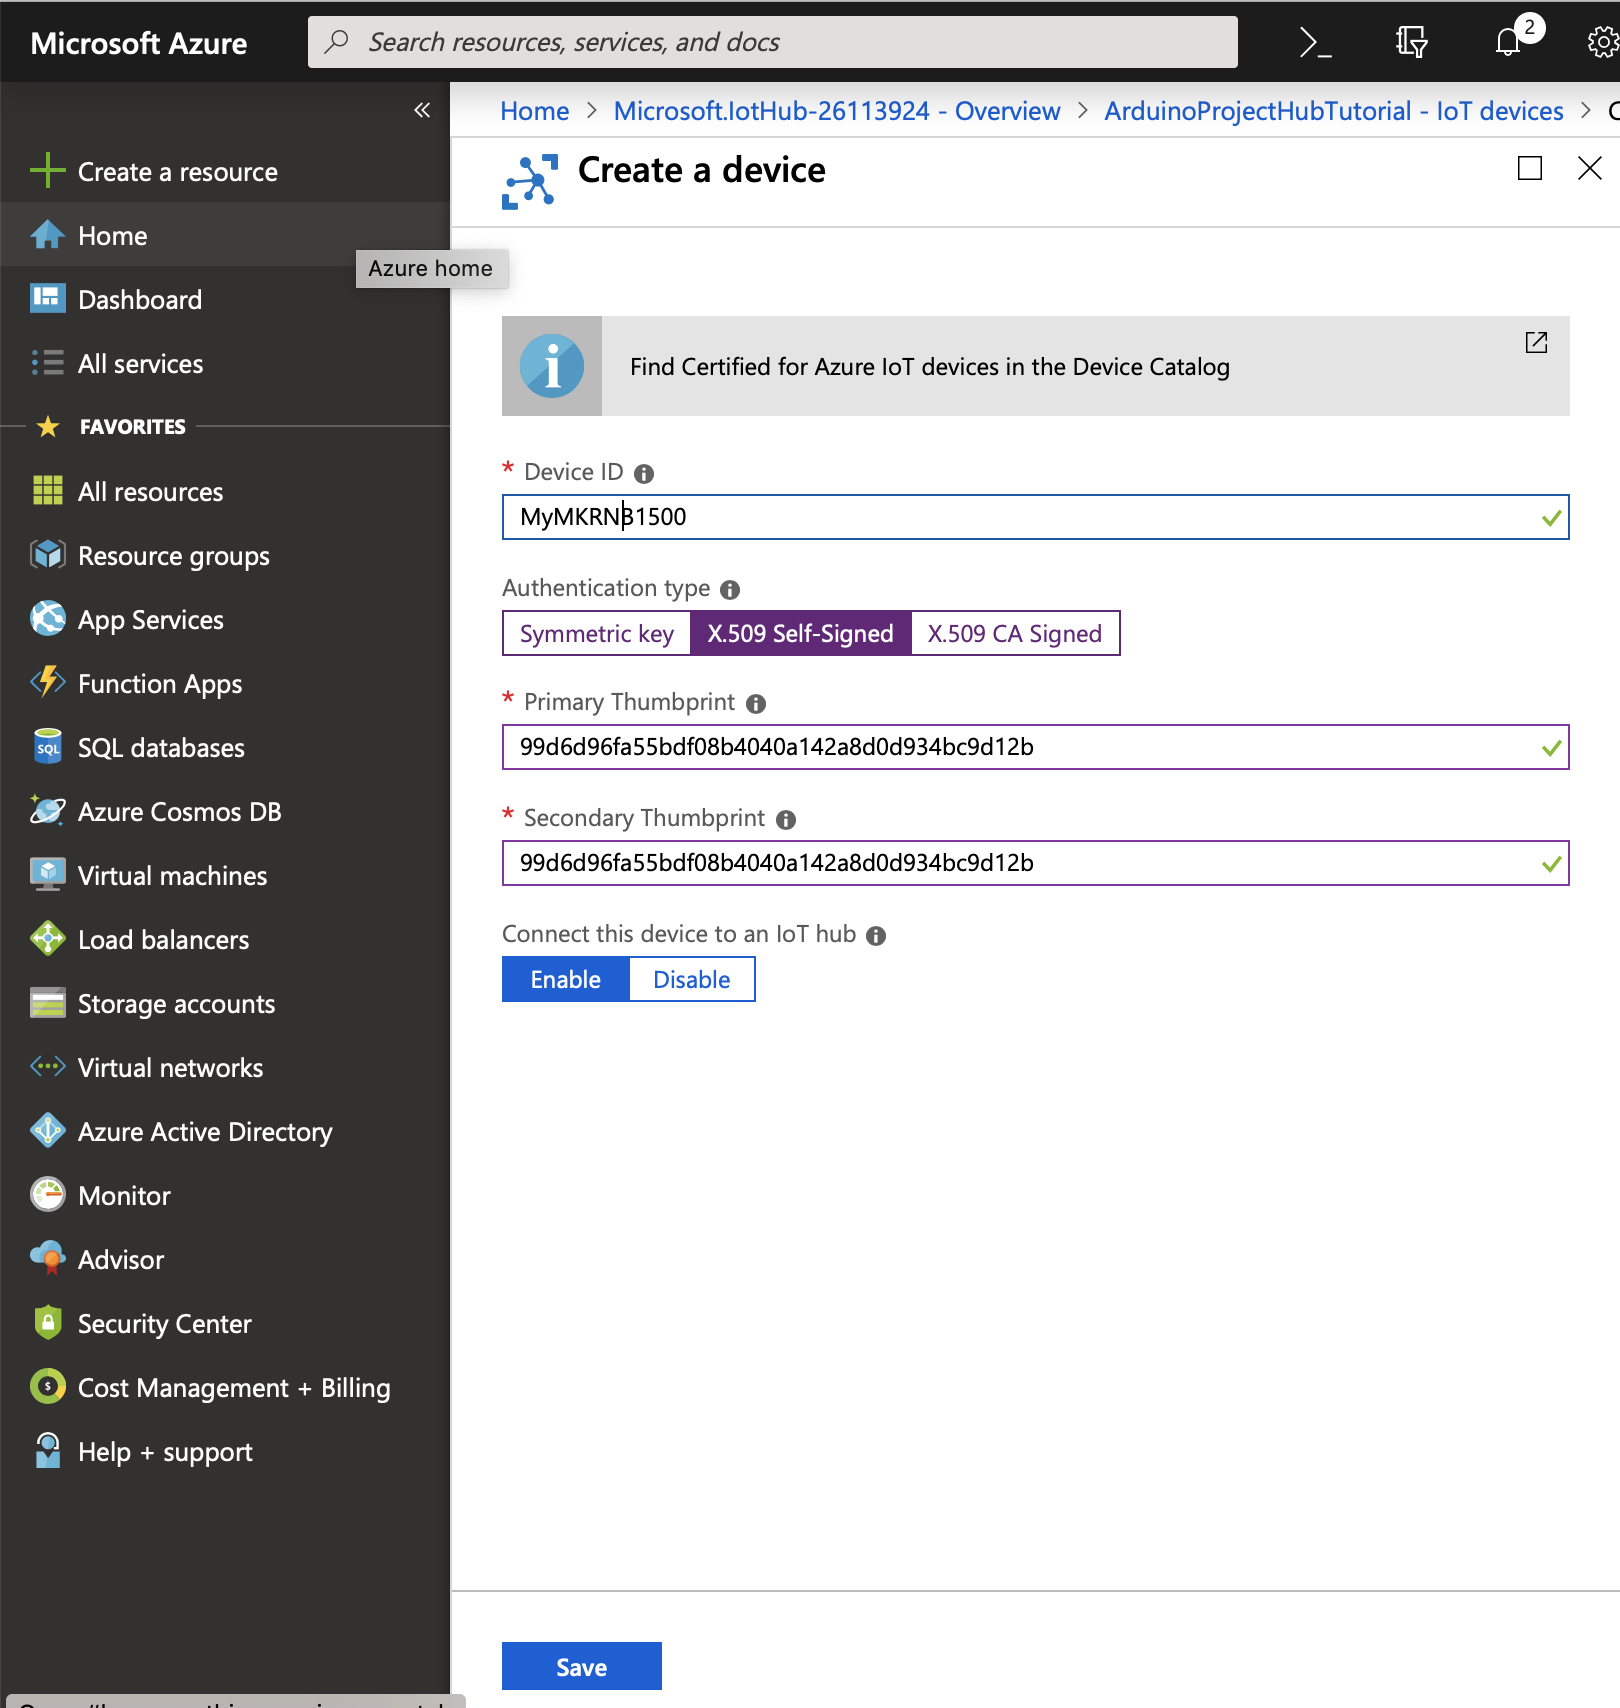 Microsoft Azure
Search resources, services, and docs
2
Home > Microsoft.IotHub-26113924 - Overview > ArduinoProjectHubTutorial - IoT devices >
Create a resource
Home
Azure home
Dashboard
All services
FAVORITES
All resources
Resource groups
App Services
Function Apps
SQL databases
Azure Cosmos DB
Virtual machines
Load balancers
Storage accounts
Virtual networks
Azure Active Directory
Monitor
Advisor
Security Center
Cost Management + Billing
Help + support
Create a device
Find Certified for Azure IoT devices in the Device Catalog
* Device ID
MyMKRNB1500
Authentication type
Symmetric key X.509 Self-Signed X.509 CA Signed
* Primary Thumbprint
99d6d96fa55bdf08b4040a142a8d0d934bc9d12b
* Secondary Thumbprint
99d6d96fa55bdf08b4040a142a8d0d934bc9d12b
Connect this device to an IoT hub
Enable Disable
Save